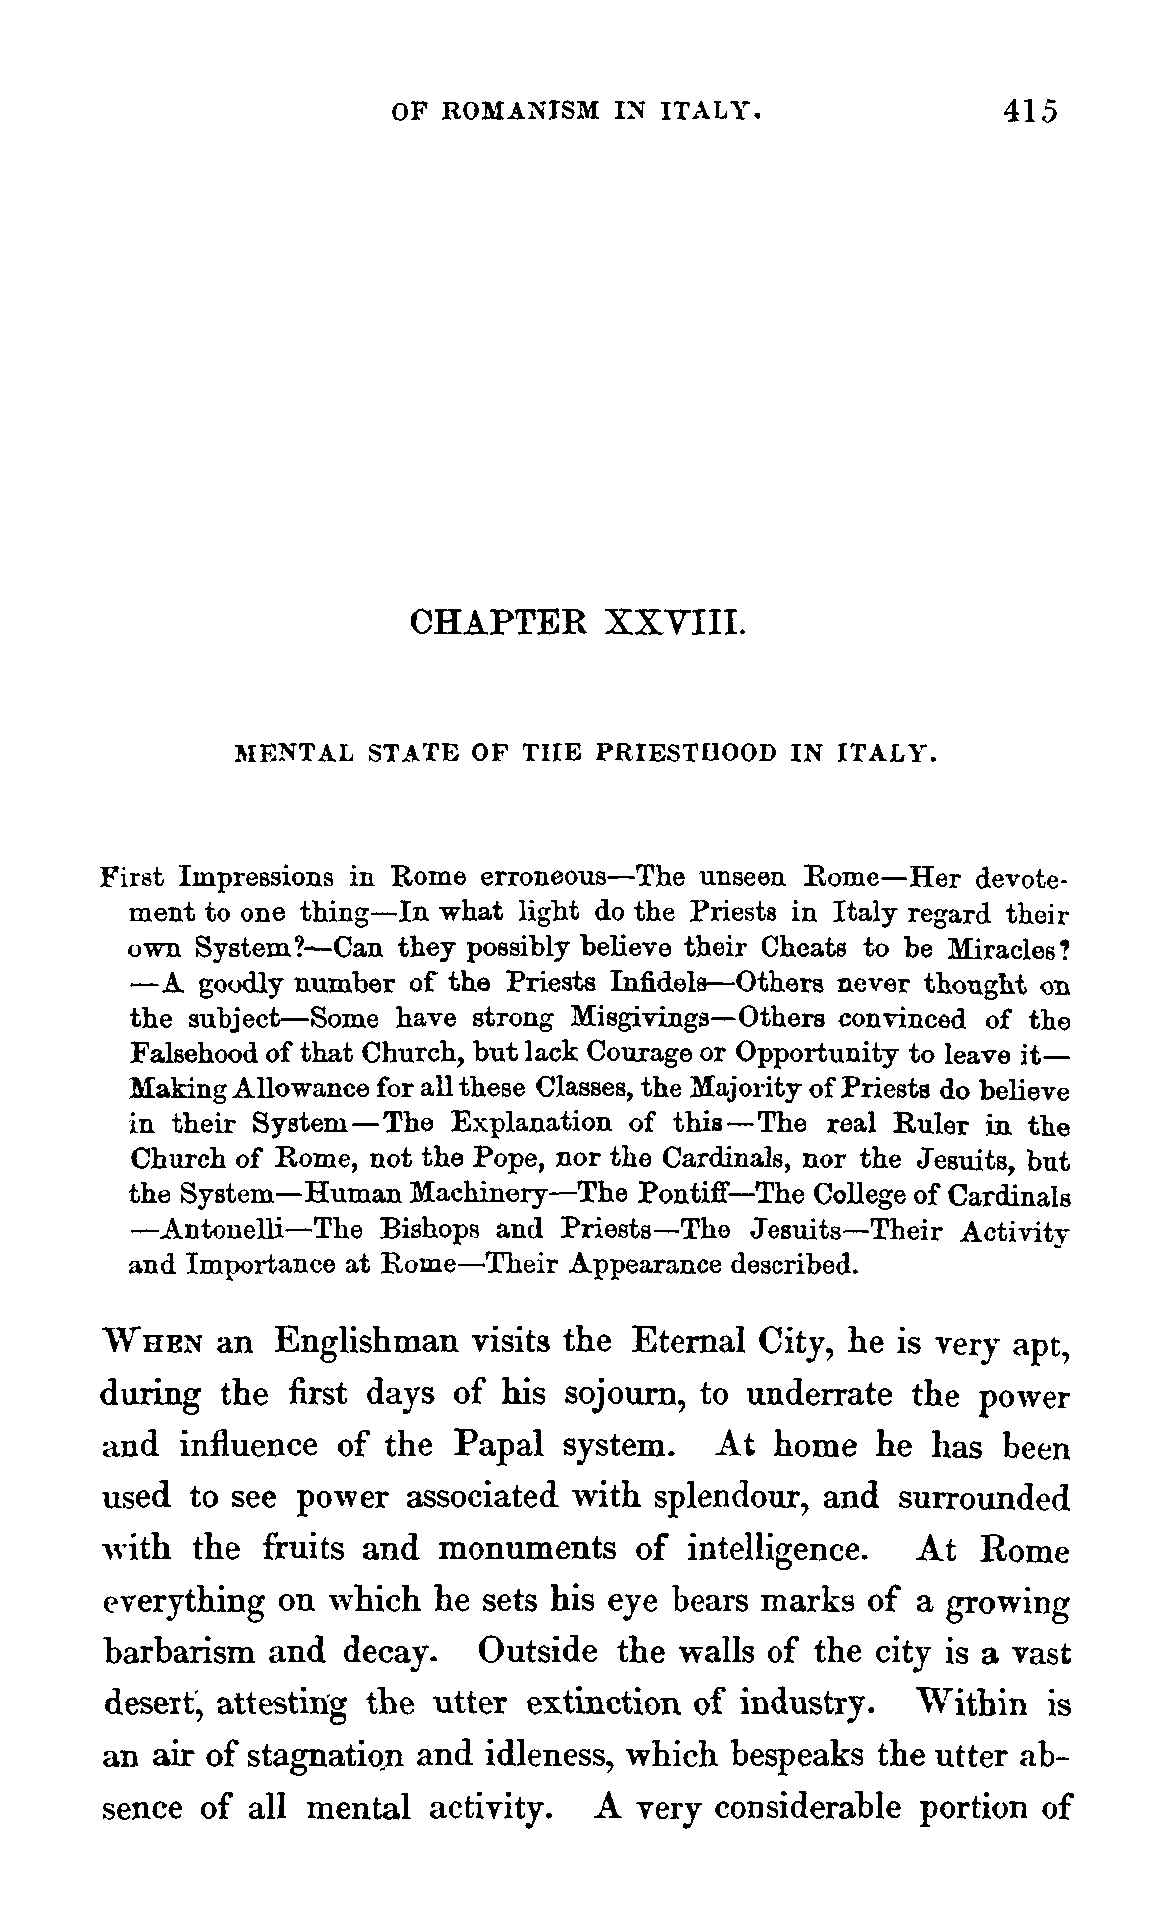 OF ROMANISM IN ITALY. 415
CHAPTER XXVIII.
MENTAL STATE OF THE PRIESTHOOD IN ITALY.
First Impressions in Rome erroneous—The unseen Rome—Her devote-
ment to one thing—In what light do the Priests in Italy regard their
own System?—Can they possibly believe their Cheats to be Miracles?
—A goodly number of the Priests Infidels—Others never thought on
the subject—Some have strong Misgivings—Others convinced of the
Falsehood of that Church, but lack Courage or Opportunity to leave it—
Making Allowance for all these Classes, the Majority of Priests do believe
in their System—The Explanation of this—The real Ruler in the
Church of Rome, not the Pope, nor the Cardinals, nor the Jesuits, but
the System—Human Machinery—The Pontiff—The College of Cardinals
—Antonelli—The Bishops and Priests—The Jesuits—Their Activity
and Importance at Rome—Their Appearance described.
WHEN an Englishman visits the Eternal City, he is very apt,
during the first days of his sojourn, to underrate the power
and influence of the Papal system. At home he has been
used to see power associated with splendour, and surrounded
with the fruits and monuments of intelligence. At Rome
everything on which he sets his eye bears marks of a growing
barbarism and decay. Outside the walls of the city is a vast
desert, attesting the utter extinction of industry. Within is
an air of stagnation and idleness, which bespeaks the utter ab-
sence of all mental activity. A very considerable portion of